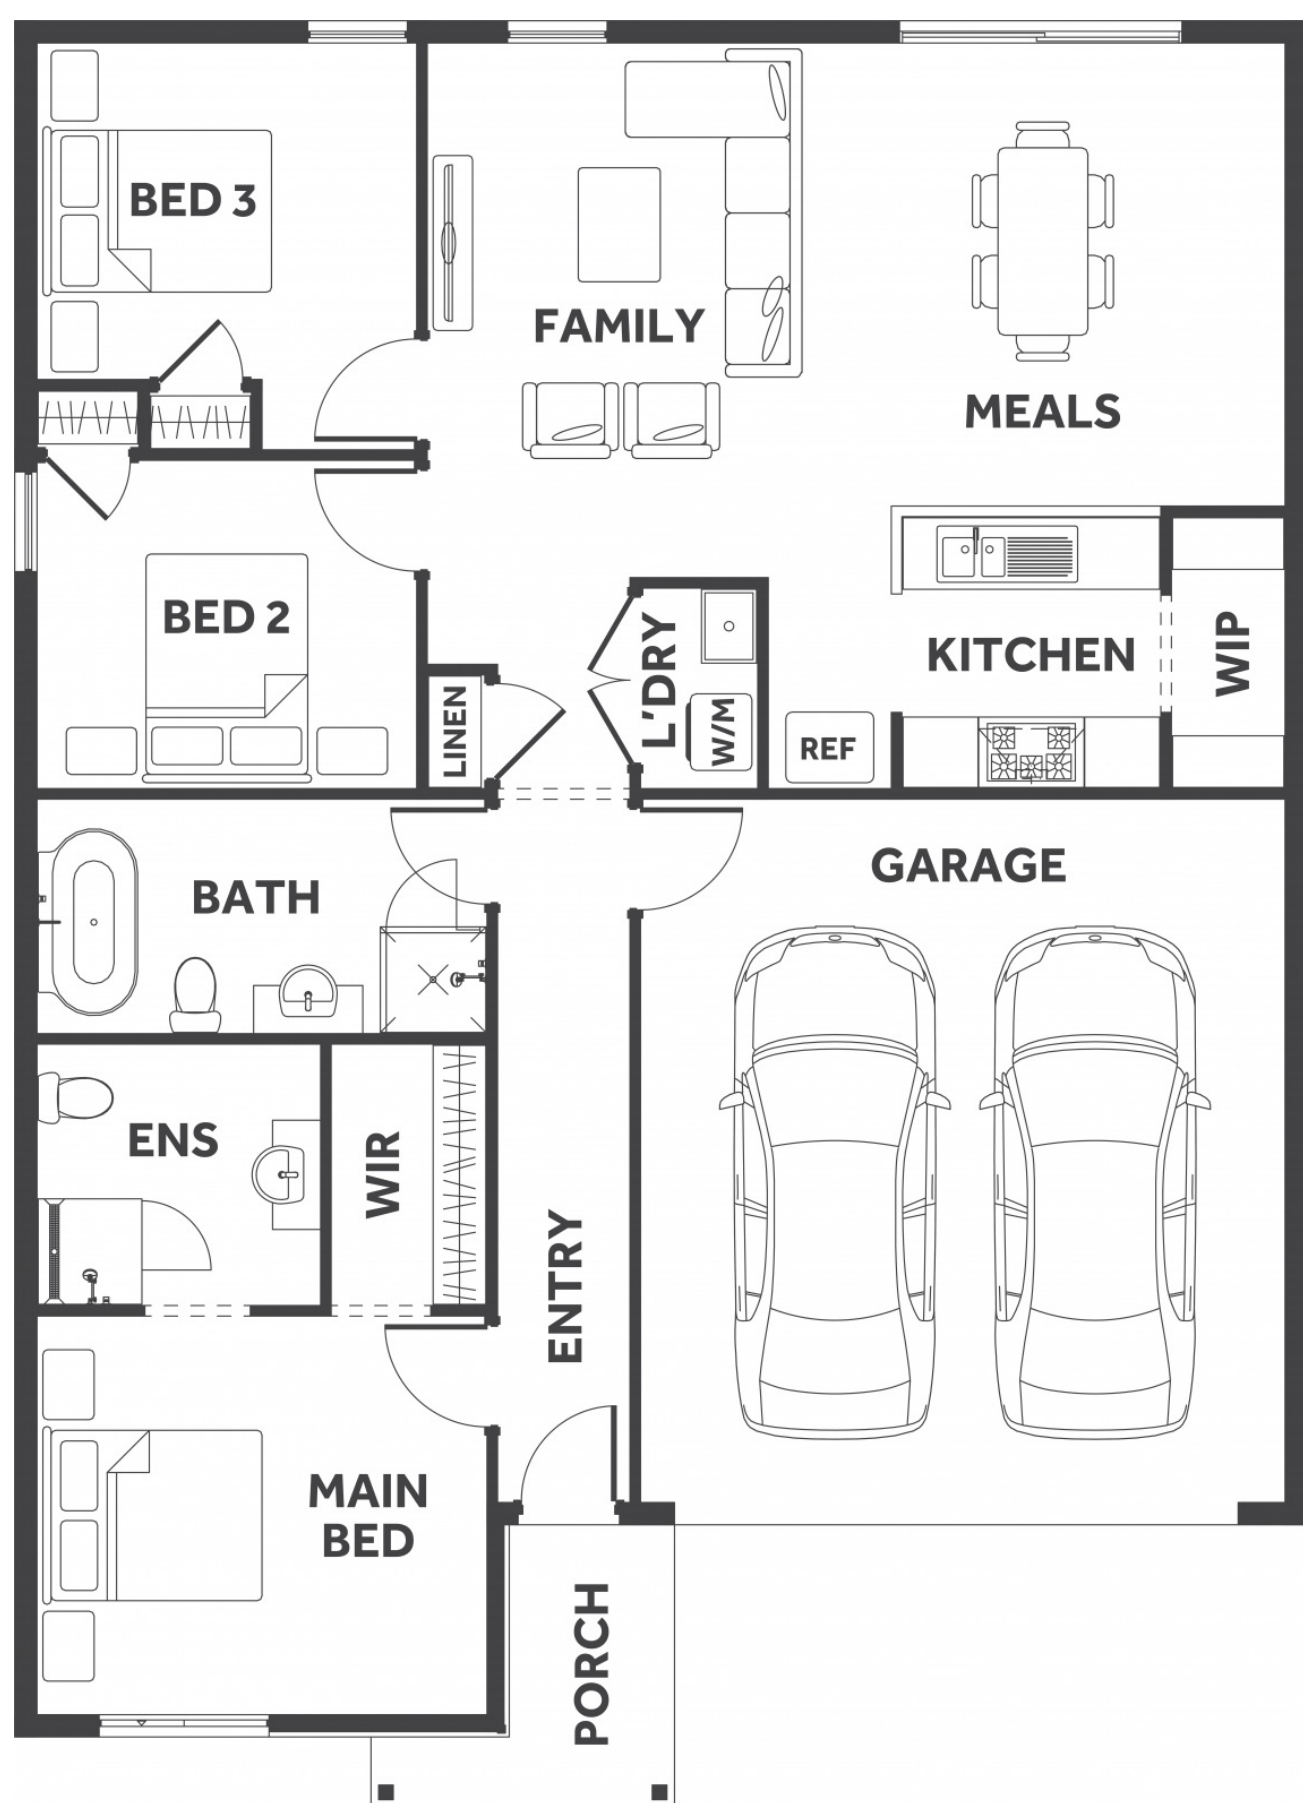 BED 3
FAMILY
MEALS
BED 2
L'DRY
KITCHEN
WIP
LINEN
W/M
REF
GARAGE
BATH
ENS
WIR
ENTRY
MAIN
BED
PORCH